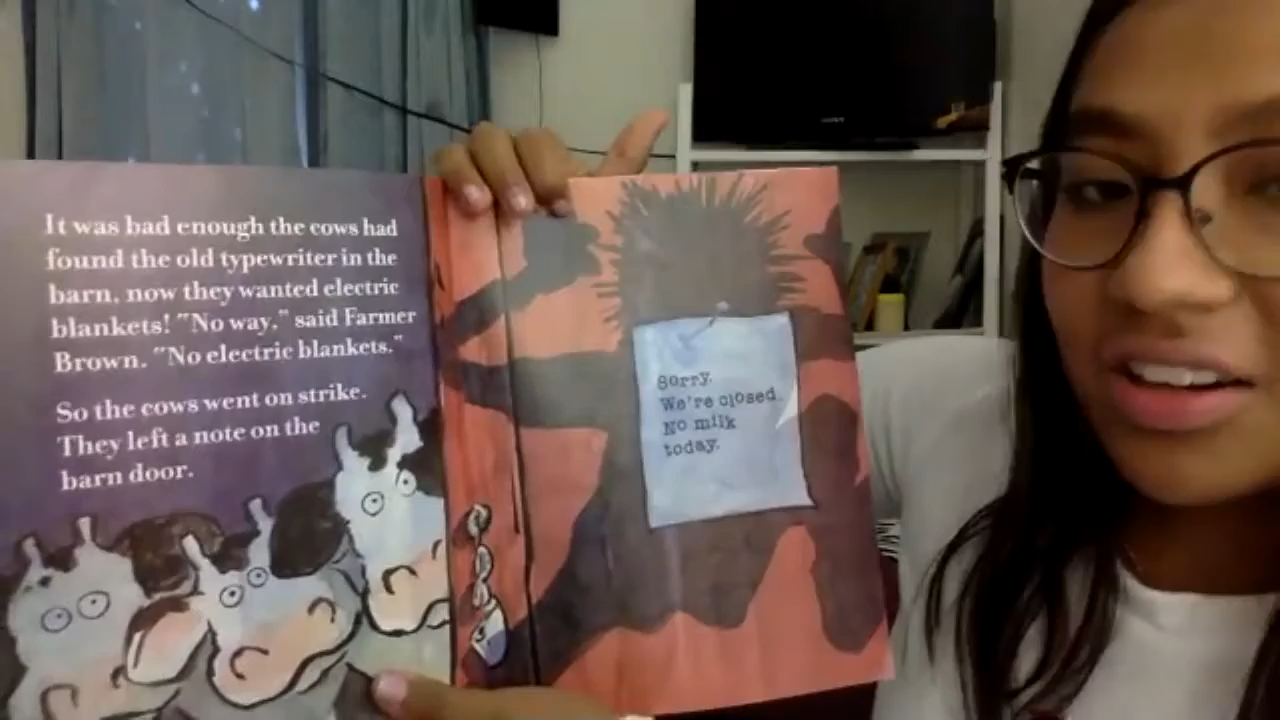 It was bad enough the cows had
found the old typewriter in the
barn, now they wanted electric
blankets! "No way," said Farmer
Brown. "No electric blankets."
So the cows went on strike.
They left a note on the
barn door.
Sorry.
We're closed.
No milk
today.
SONY